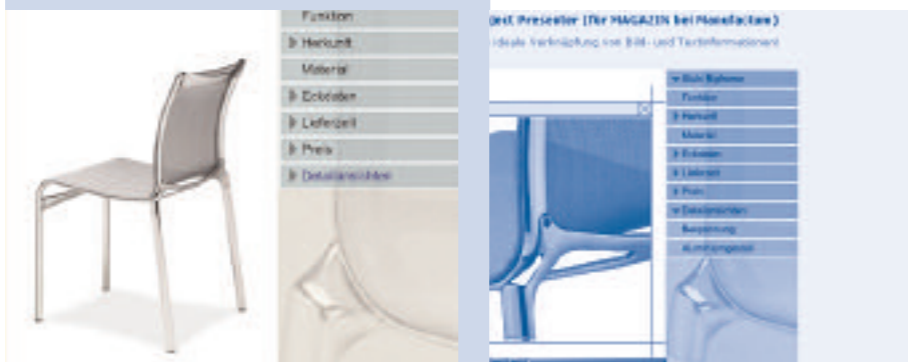 Funktion
Herkunft
Material
Eckdaten
Lieferzeit
Preis
Detailansichten
ject Presenter (für MAGAZIN bei Manufactum)
ideale Verknüpfung von Bild- und Textinformationen
Funktion
Herkunft
Material
Eckdaten
Lieferzeit
Preis
Detailansichten
Bespannung